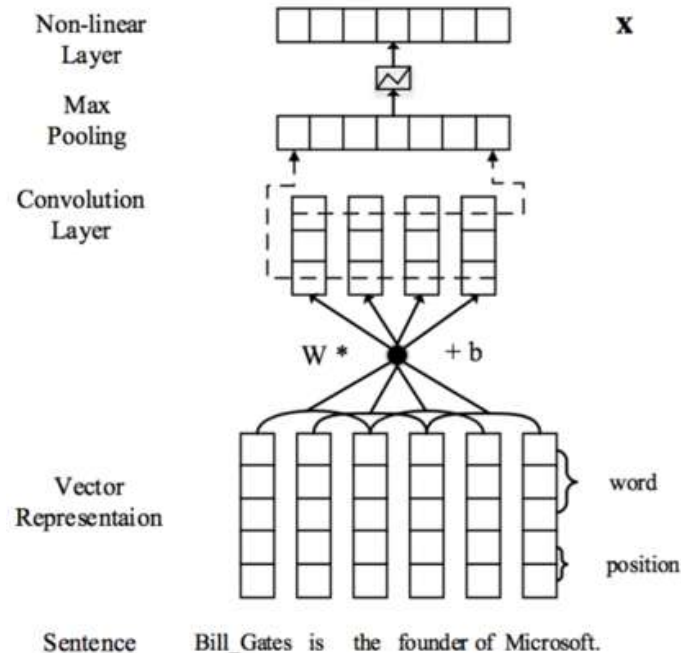 Non-linear
Layer
x
Max
Pooling
Convolution
Layer
W * + b
Vector
Representaion
word
position
Sentence Bill_Gates is the founder of Microsoft.